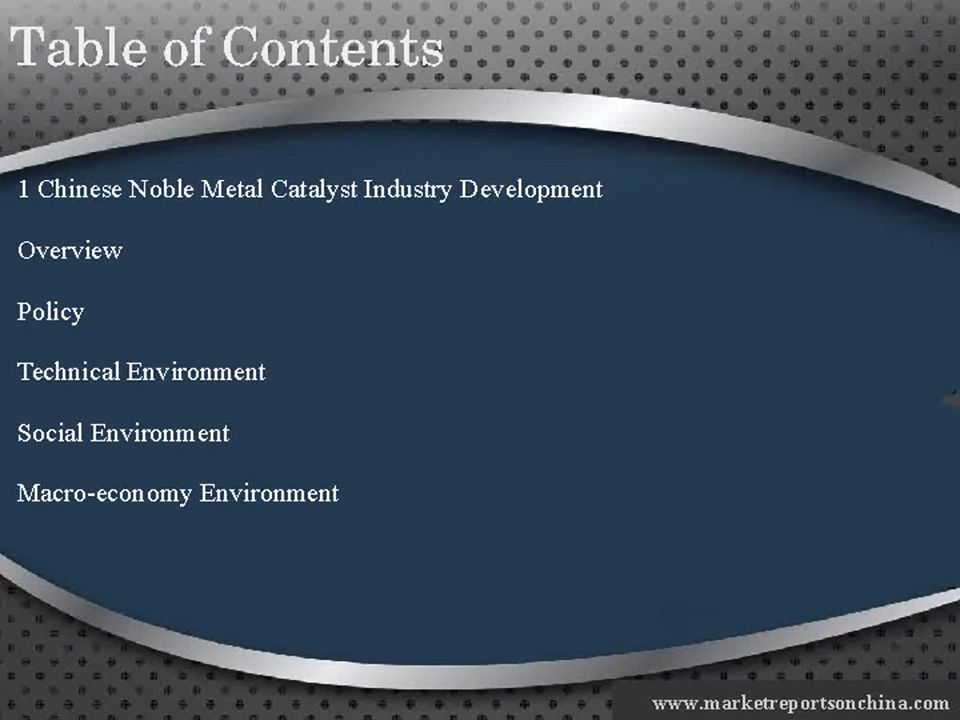 Table of Contents
1 Chinese Noble Metal Catalyst Industry Development
Overview
Policy
Technical Environment
Social Environment
Macro-economy Environment
www.marketreportsonchina.com